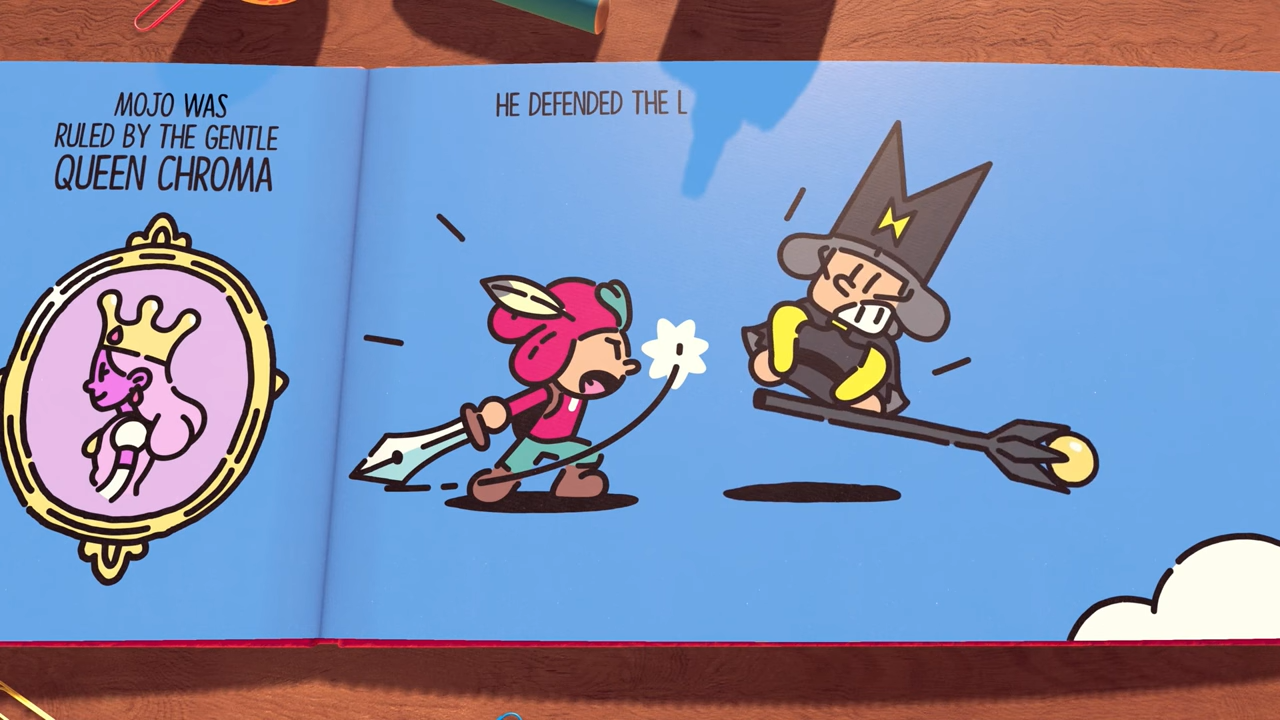 MOJO WAS
RULED BY THE GENTLE
QUEEN CHROMA
HE DEFENDED THE L